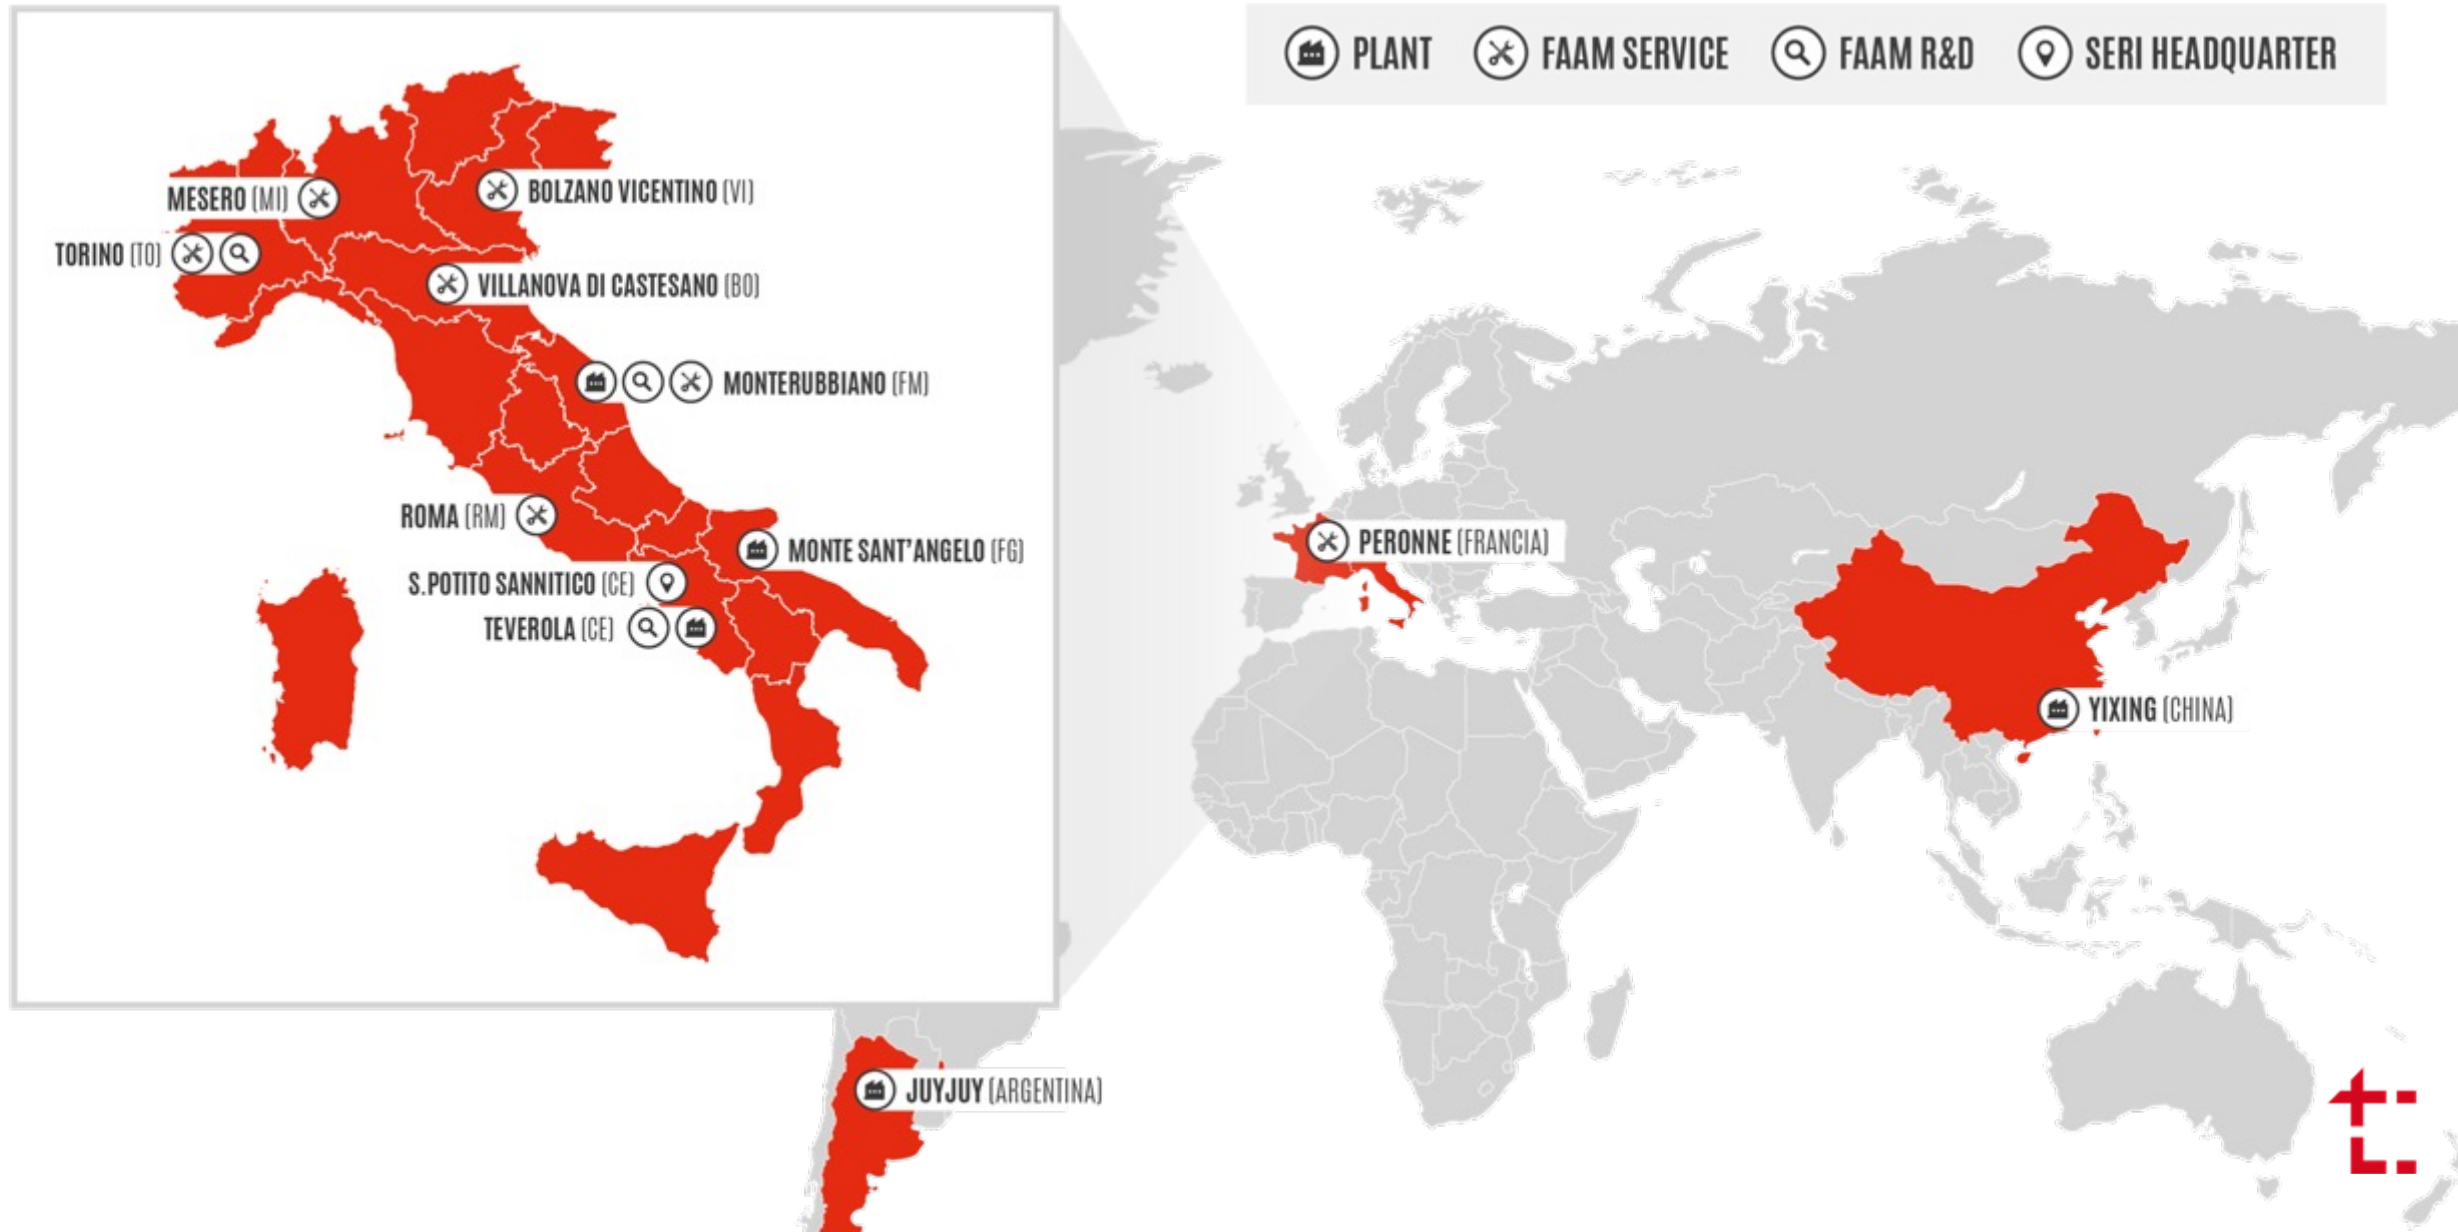 PLANT FAAM SERVICE FAAM R&D SERI HEADQUARTER
MESERO (MI)
BOLZANO VICENTINO (VI)
TORINO (TO)
VILLANOVA DI CASTESANO (BO)
MONTERUBBIANO (FM)
ROMA (RM)
MONTE SANT'ANGELO (FG)
S.POTITO SANNITICO (CE)
TEVEROLA (CE)
PERONNE (FRANCIA)
YIXING (CHINA)
JUYJUY (ARGENTINA)